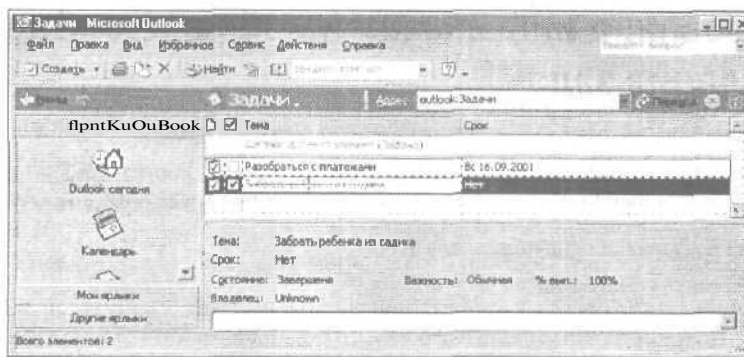 Задачи Microsoft Outlook
Файл Правка Вид Избранное Сервис Действия Справка
Создать Найти
Задачи. Адрес: outlook:Задачи
flpntKuOuBook Тема Срок
Разобраться с платежами Вс 16.09.2001
Нет
Outlook сегодня
Календарь
Тема: Забрать ребенка из садика
Срок: Нет
Состояние: Завершена Важность: Обычная % вып.: 100%
Владелец: Unknown
Мои ярлыки
Другие ярлыки
Всего элементов: 2